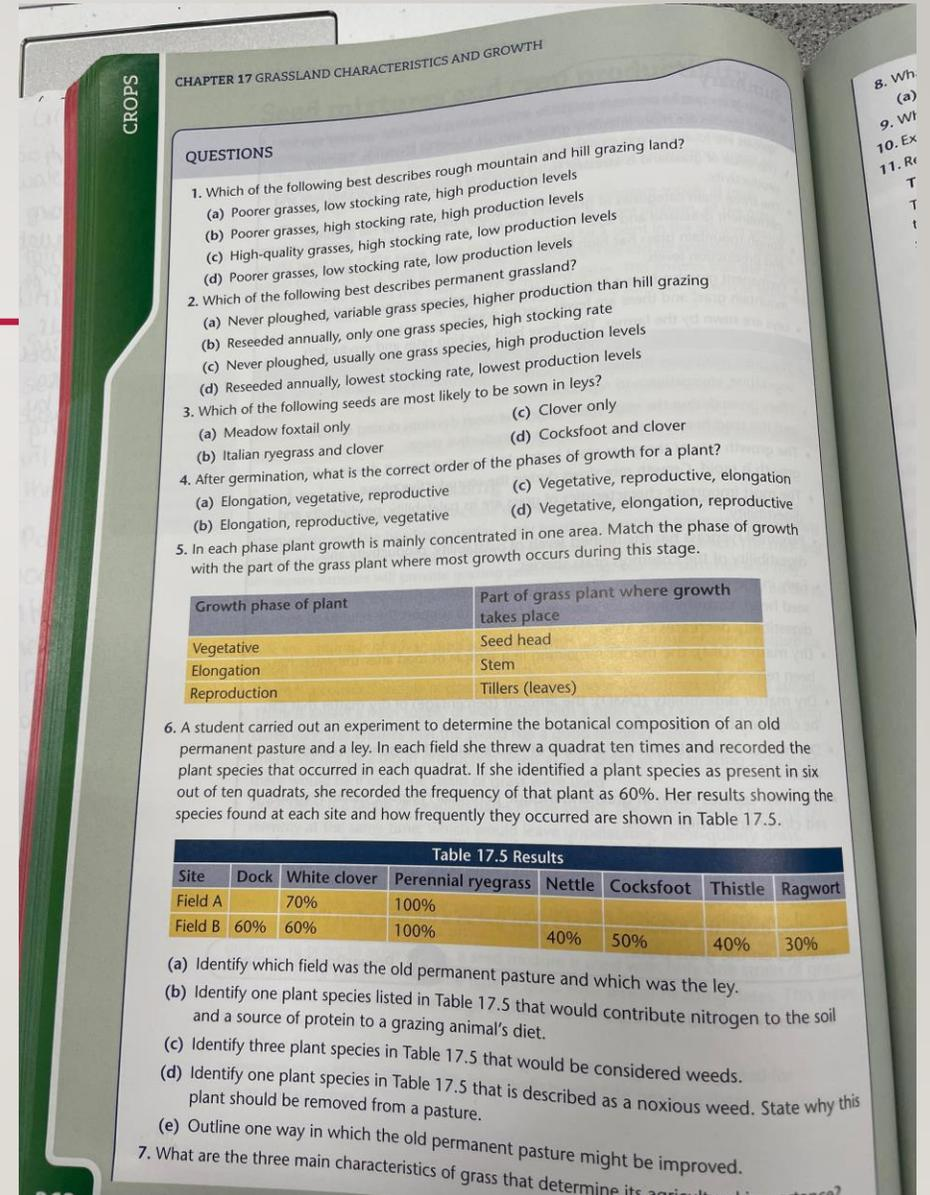 CROPS
CHAPTER 17 GRASSLAND CHARACTERISTICS AND GROWTH
QUESTIONS
1. Which of the following best describes rough mountain and hill grazing land?
(a) Poorer grasses, low stocking rate, high production levels
(b) Poorer grasses, high stocking rate, high production levels
(c) High-quality grasses, high stocking rate, low production levels
(d) Poorer grasses, low stocking rate, low production levels
2. Which of the following best describes permanent grassland?
(a) Never ploughed, variable grass species, higher production than hill grazing
(b) Reseeded annually, only one grass species, high stocking rate
(c) Never ploughed, usually one grass species, high production levels
(d) Reseeded annually, lowest stocking rate, lowest production levels
3. Which of the following seeds are most likely to be sown in leys?
(a) Meadow foxtail only (c) Clover only
(b) Italian ryegrass and clover (d) Cocksfoot and clover
4. After germination, what is the correct order of the phases of growth for a plant?
(a) Elongation, vegetative, reproductive (c) Vegetative, reproductive, elongation
(b) Elongation, reproductive, vegetative (d) Vegetative, elongation, reproductive
5. In each phase plant growth is mainly concentrated in one area. Match the phase of growth
with the part of the grass plant where most growth occurs during this stage.
Growth phase of plant Part of grass plant where growth
takes place
Vegetative Seed head
Elongation Stem
Reproduction Tillers (leaves)
6. A student carried out an experiment to determine the botanical composition of an old
permanent pasture and a ley. In each field she threw a quadrat ten times and recorded the
plant species that occurred in each quadrat. If she identified a plant species as present in six
out of ten quadrats, she recorded the frequency of that plant as 60%. Her results showing the
species found at each site and how frequently they occurred are shown in Table 17.5.
Table 17.5 Results
Site Dock White clover Perennial ryegrass Nettle Cocksfoot Thistle Ragwort
Field A 70% 100%
Field B 60% 60% 100% 40% 50% 40% 30%
(a) Identify which field was the old permanent pasture and which was the ley.
(b) Identify one plant species listed in Table 17.5 that would contribute nitrogen to the soil
and a source of protein to a grazing animal's diet.
(c) Identify three plant species in Table 17.5 that would be considered weeds.
(d) Identify one plant species in Table 17.5 that is described as a noxious weed. State why this
plant should be removed from a pasture.
(e) Outline one way in which the old permanent pasture might be improved.
7. What are the three main characteristics of grass that determine its
8.
(a)
9.
10.
11.